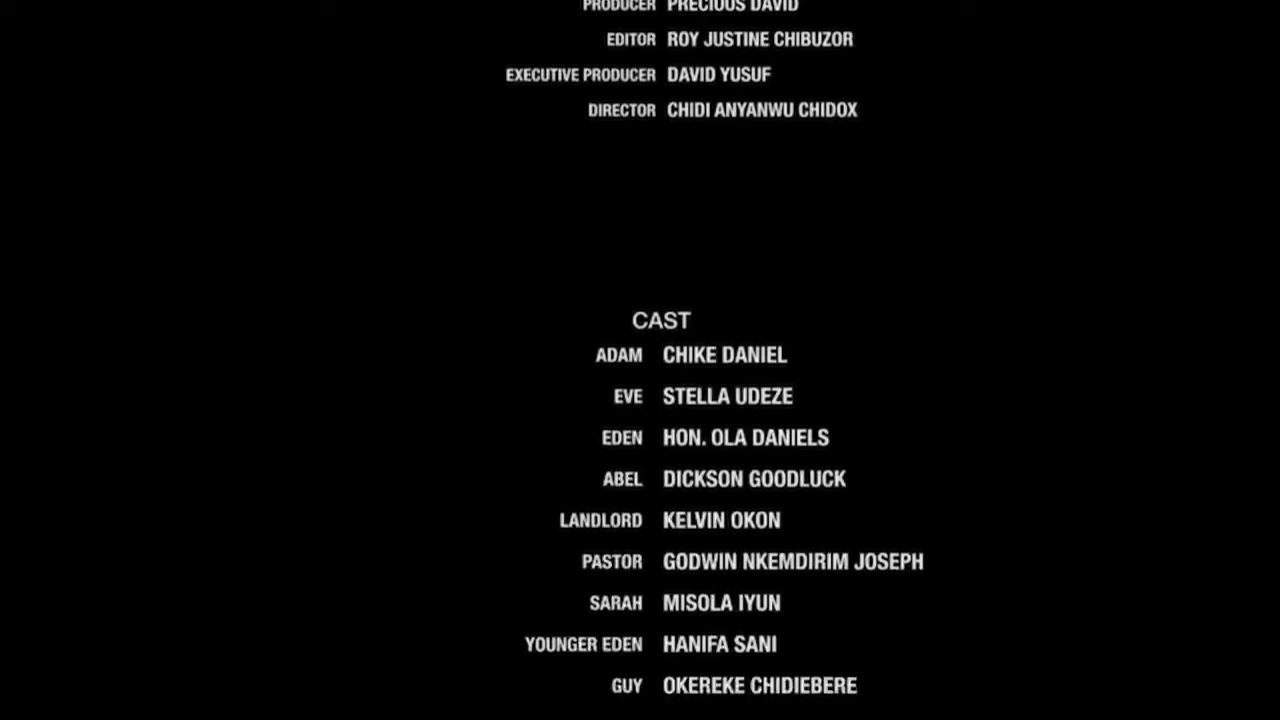 PRODUCER PRECIOUS DAVID
EDITOR ROY JUSTINE CHIBUZOR
EXECUTIVE PRODUCER DAVID YUSUF
DIRECTOR CHIDI ANYANWU CHIDOX
CAST
ADAM CHIKE DANIEL
EVE STELLA UDEZE
EDEN HON. OLA DANIELS
ABEL DICKSON GOODLUCK
LANDLORD KELVIN OKON
PASTOR GODWIN NKEMDIRIM JOSEPH
SARAH MISOLA IYUN
YOUNGER EDEN HANIFA SANI
GUY OKEREKE CHIDIEBERE